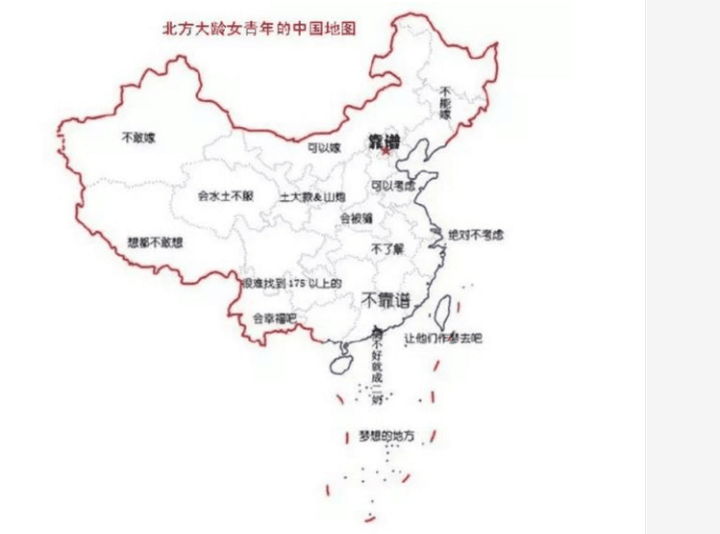 北方大龄女青年的中国地图
不能嫁
不敢嫁
可以嫁
靠谱
会水土不服
土大款&山炮
可以考虑
会被骗
想都不敢想
不了解
绝对不考虑
很难找到175以上的
不靠谱
会幸福吧
让他们作梦去吧
不好就成二奶
梦想的地方